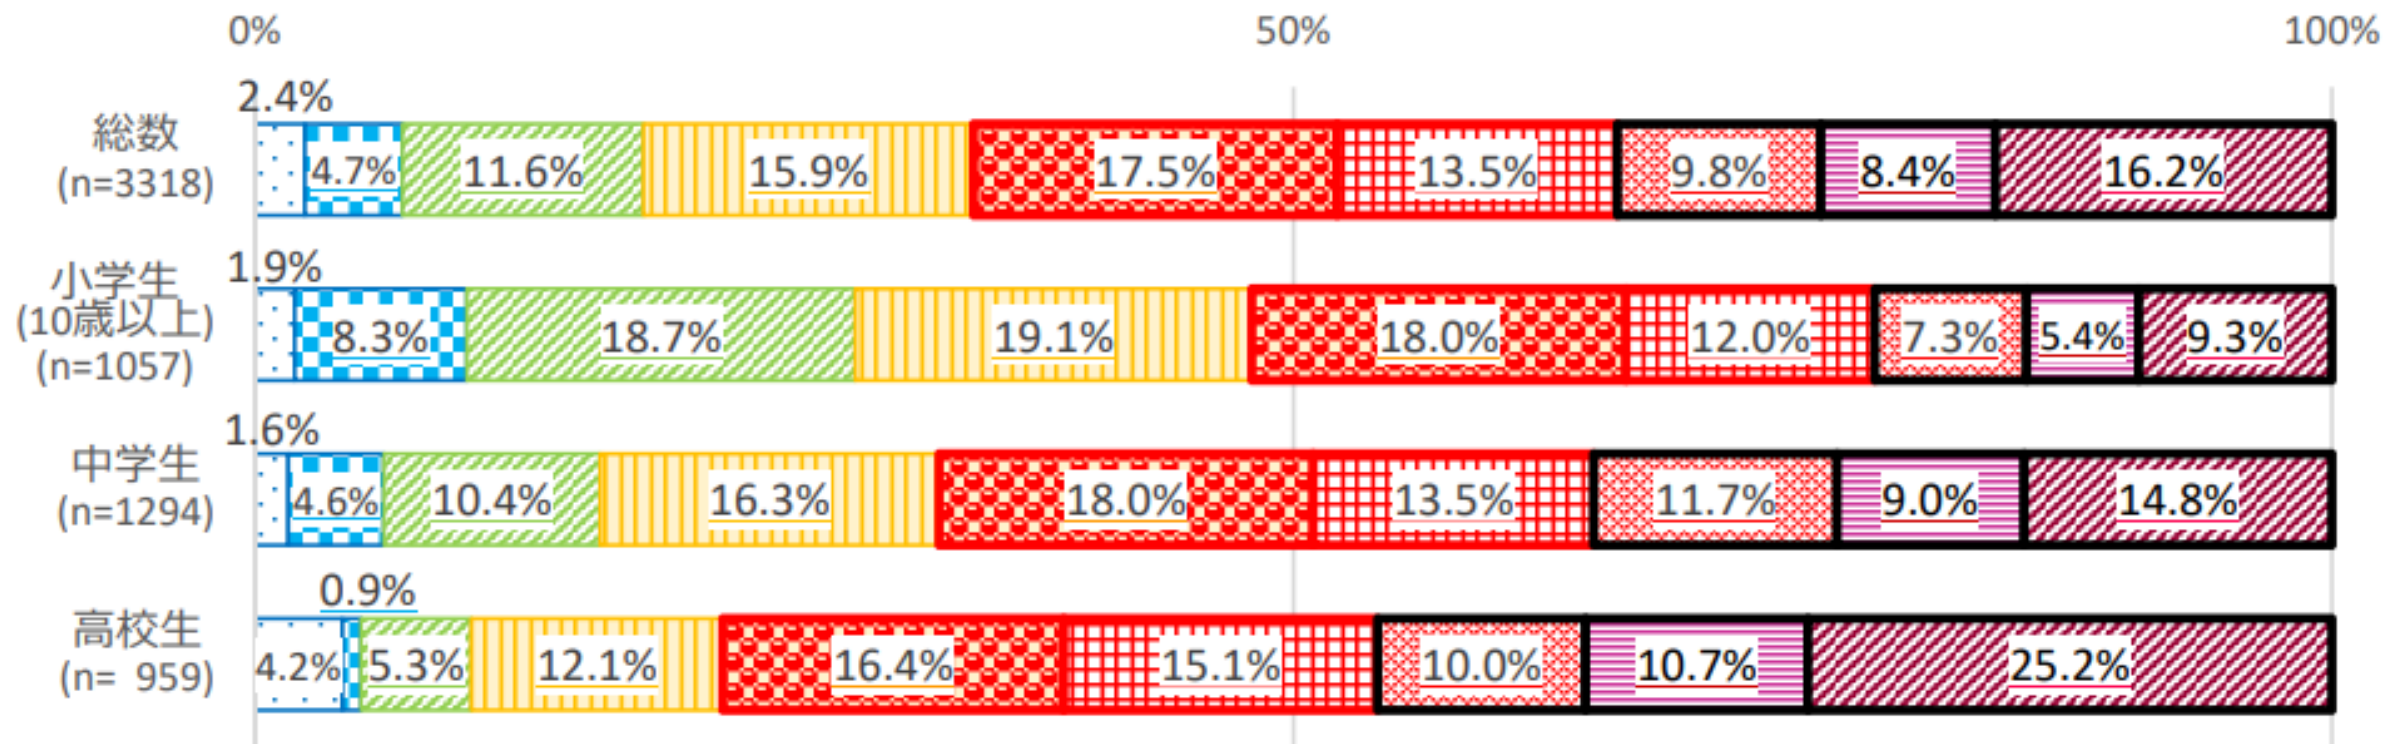 0% 50% 100%
2.4%
総数
(n=3318)
4.7% 11.6% 15.9% 17.5% 13.5% 9.8% 8.4% 16.2%
1.9%
小学生
(10歳以上)
(n=1057)
8.3% 18.7% 19.1% 18.0% 12.0% 7.3% 5.4% 9.3%
1.6%
中学生
(n=1294)
4.6% 10.4% 16.3% 18.0% 13.5% 11.7% 9.0% 14.8%
0.9%
高校生
(n= 959)
4.2% 5.3% 12.1% 16.4% 15.1% 10.0% 10.7% 25.2%